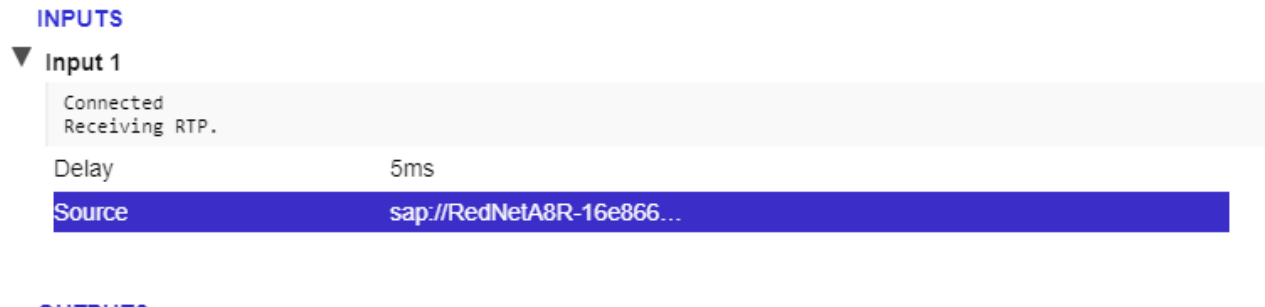 INPUTS
Input 1
Connected
Receiving RTP.
Delay 5ms
Source sap://RedNetA8R-16e866...